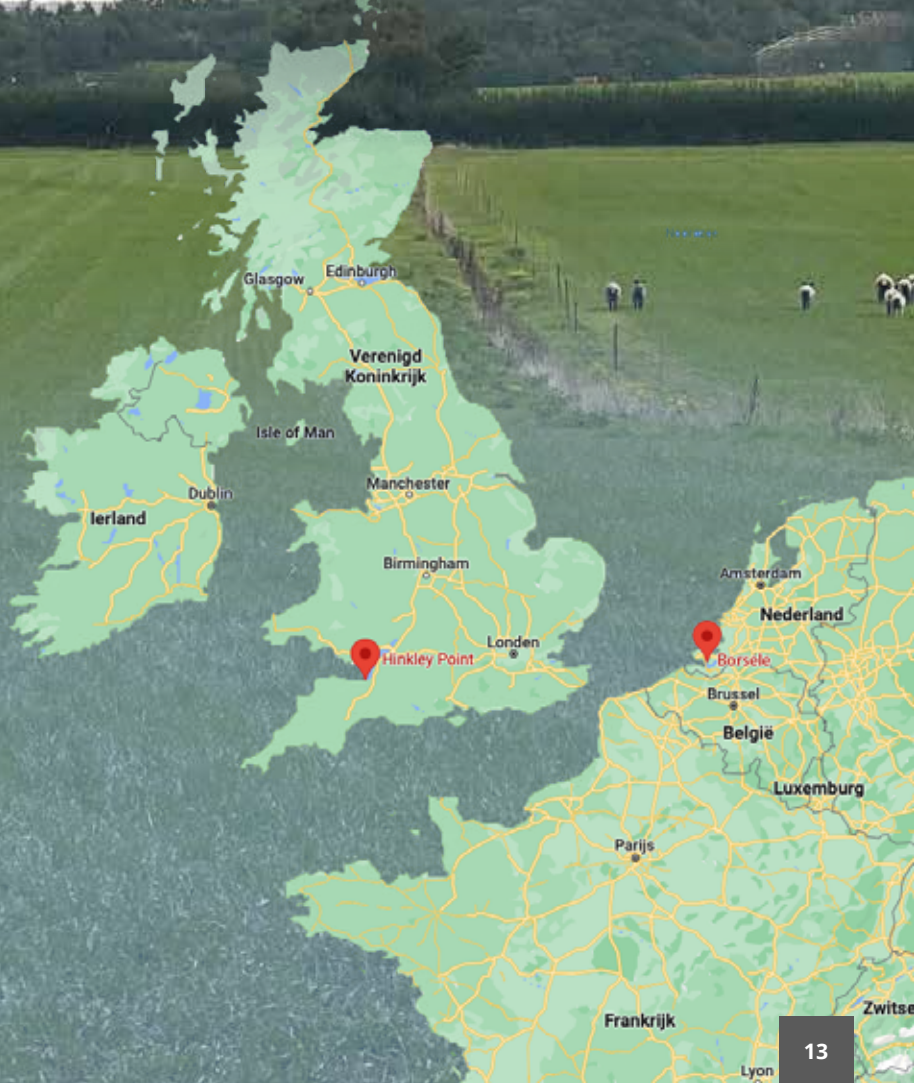 Glasgow
Edinburgh
Verenigd
Koninkrijk
Isle of Man
Manchester
Dublin
Ierland
Birmingham
Amsterdam
Nederland
Londen
Hinkley Point
Borsele
Brussel
België
Luxemburg
Parijs
Frankrijk
Zwitse
Lyon
13